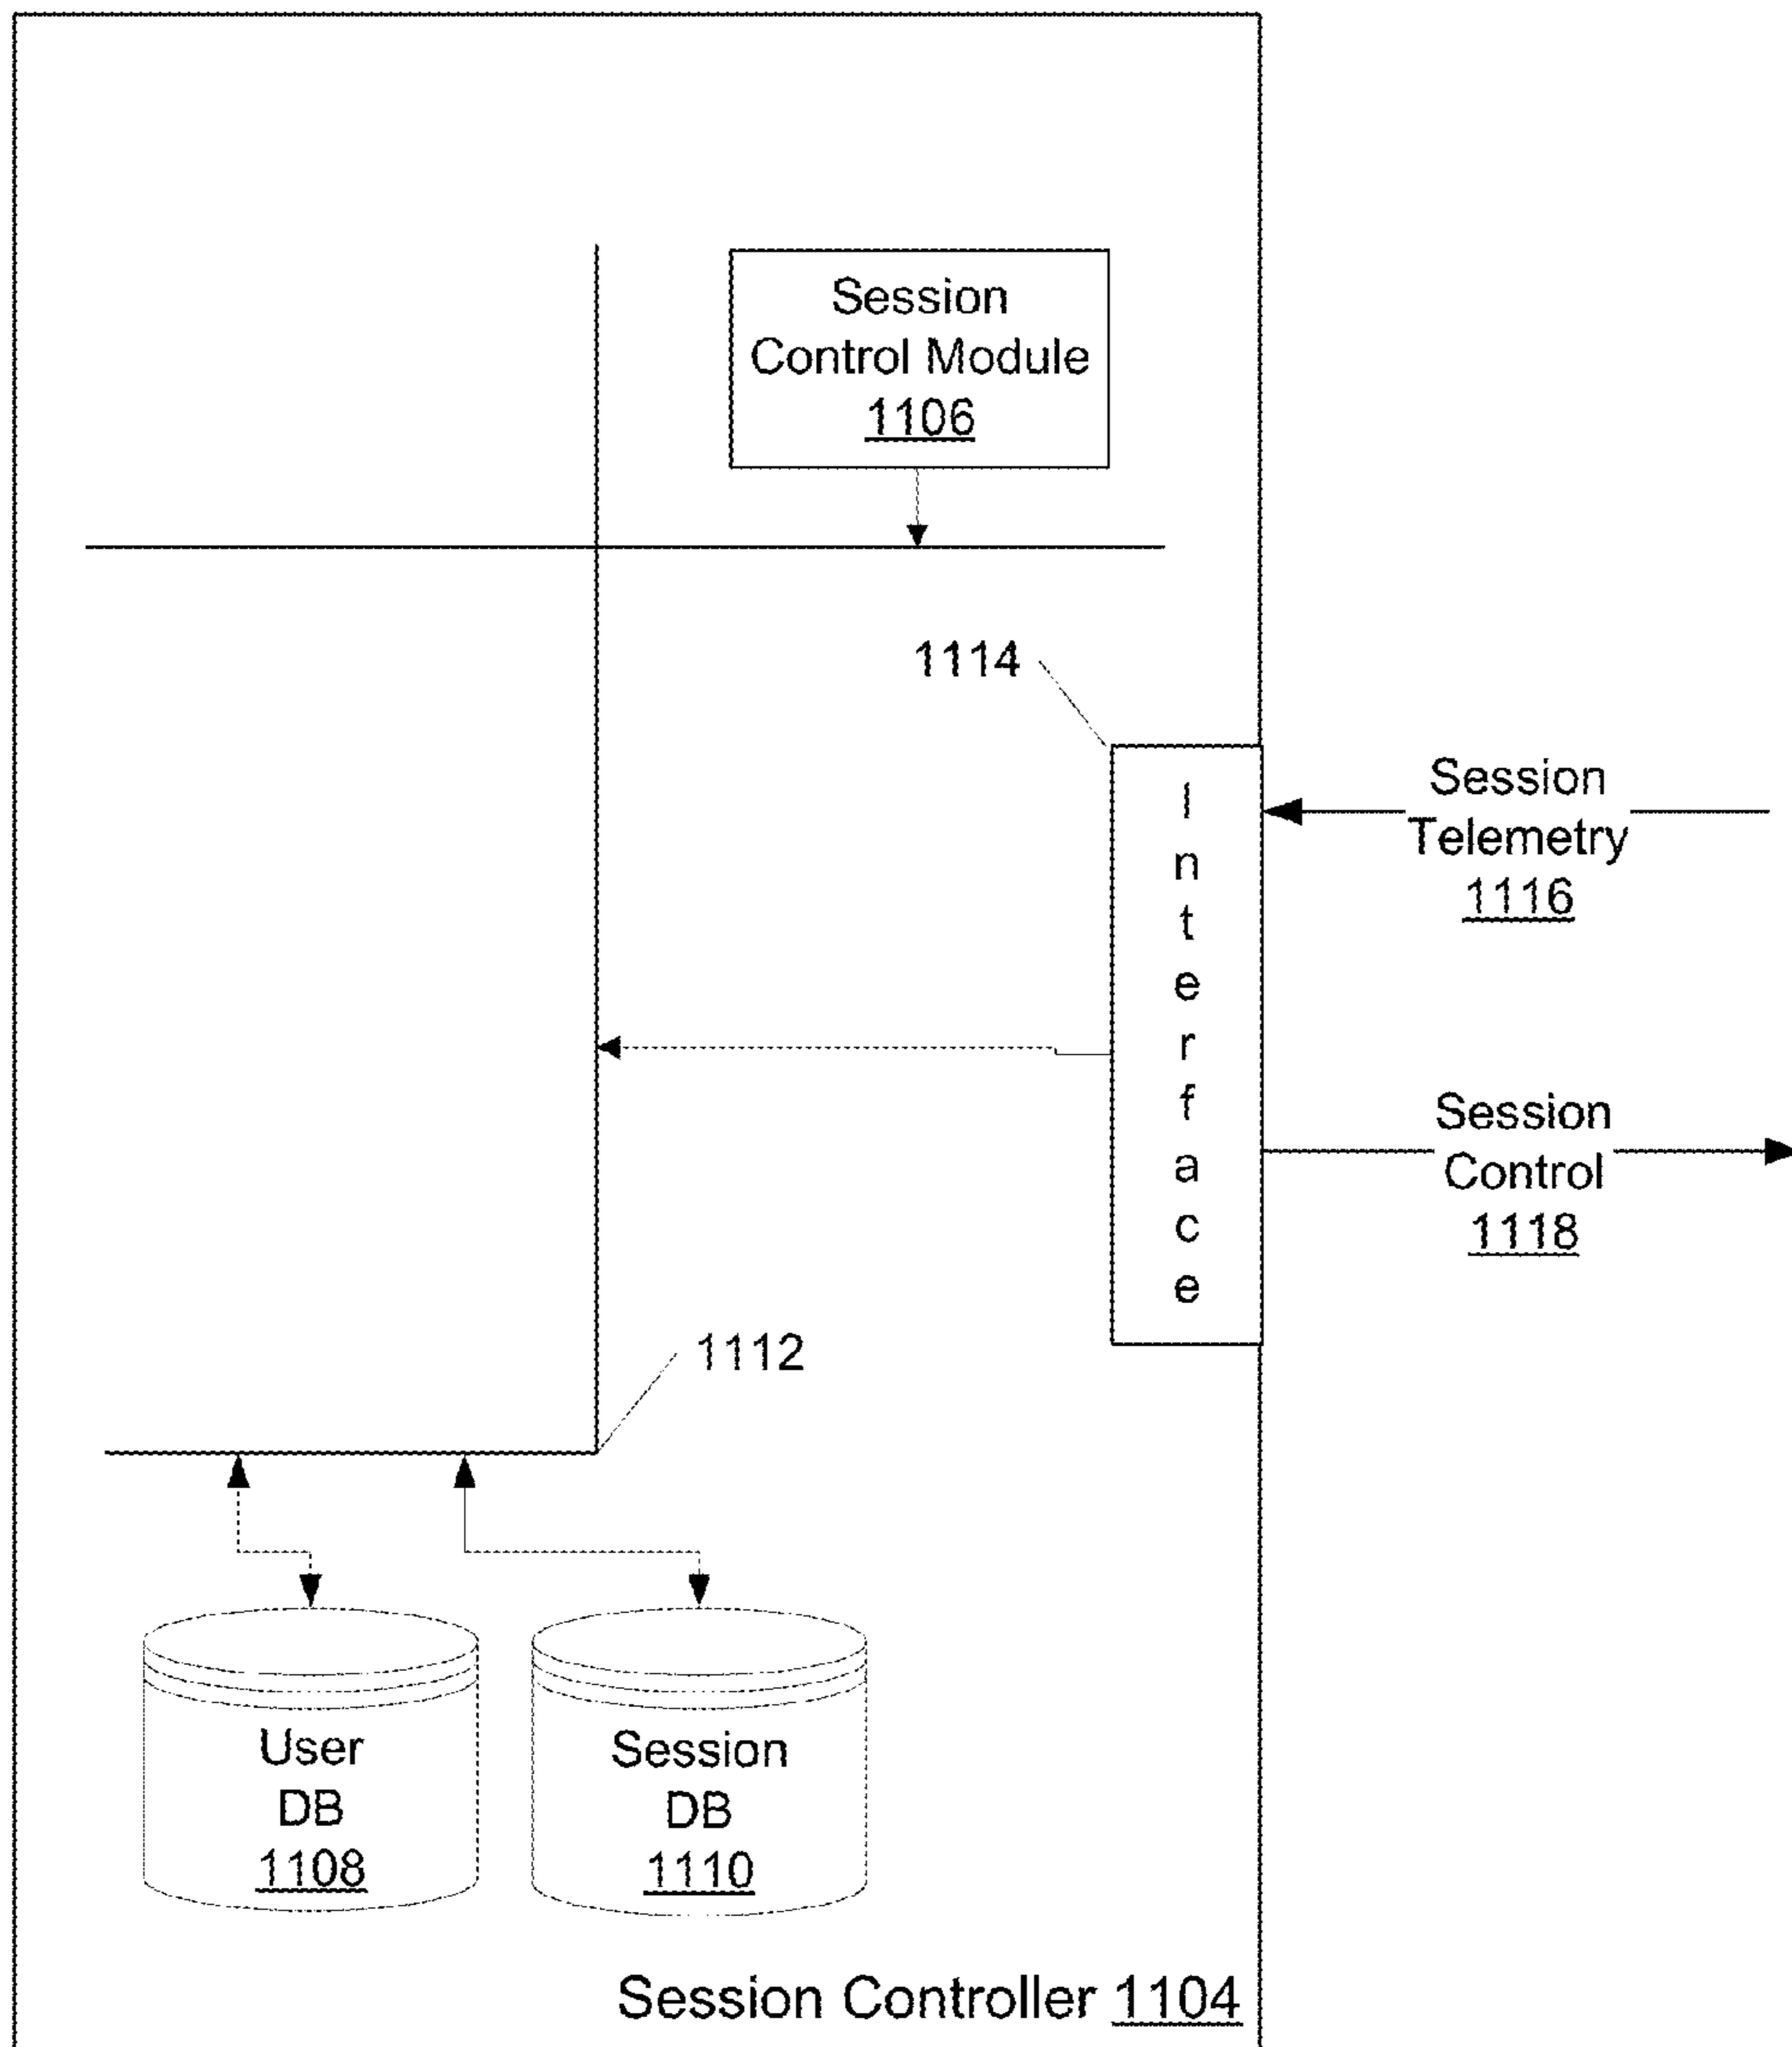 Session
Control Module
1106
1114
Interface
Session
Telemetry
1116
Session
Control
1118
1112
User
DB
1108
Session
DB
1110
Session Controller 1104